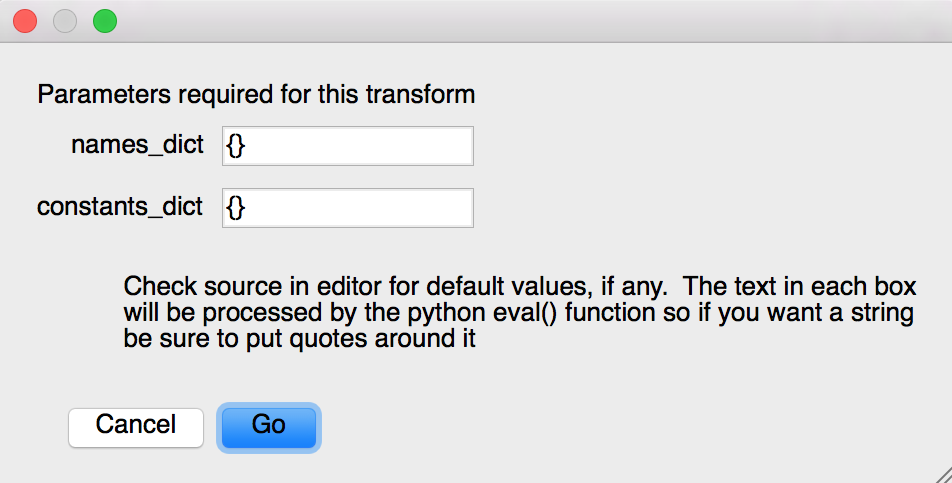 Parameters required for this transform
names_dict {}
constants_dict {}
Check source in editor for default values, if any.  The text in each box
will be processed by the python eval() function so if you want a string
be sure to put quotes around it
Cancel Go